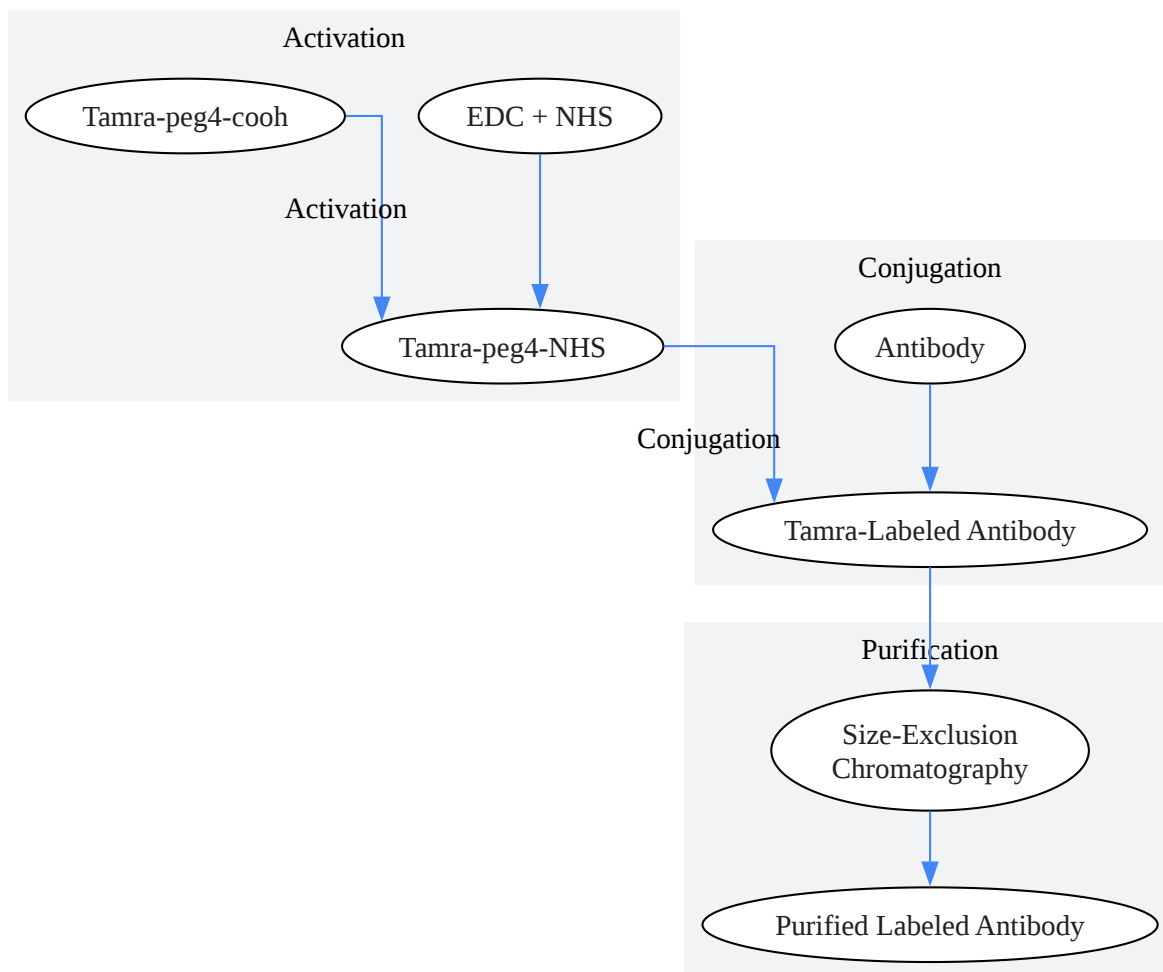 Activation
Tamra-peg4-cooh
EDC + NHS
Activation
Tamra-peg4-NHS
Conjugation
Antibody
Conjugation
Tamra-Labeled Antibody
Purification
Size-Exclusion
Chromatography
Purified Labeled Antibody